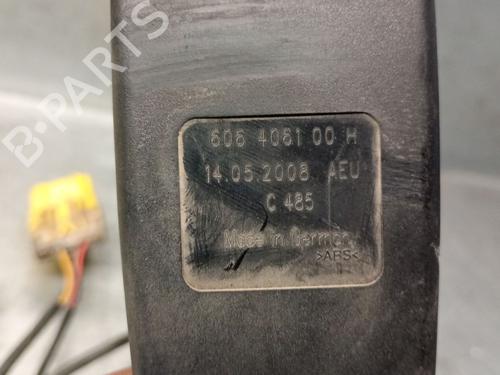 B-PARTS
606 4061 00 H
14.05.2008 AEU
C 485
Made in Germany
>ABS<